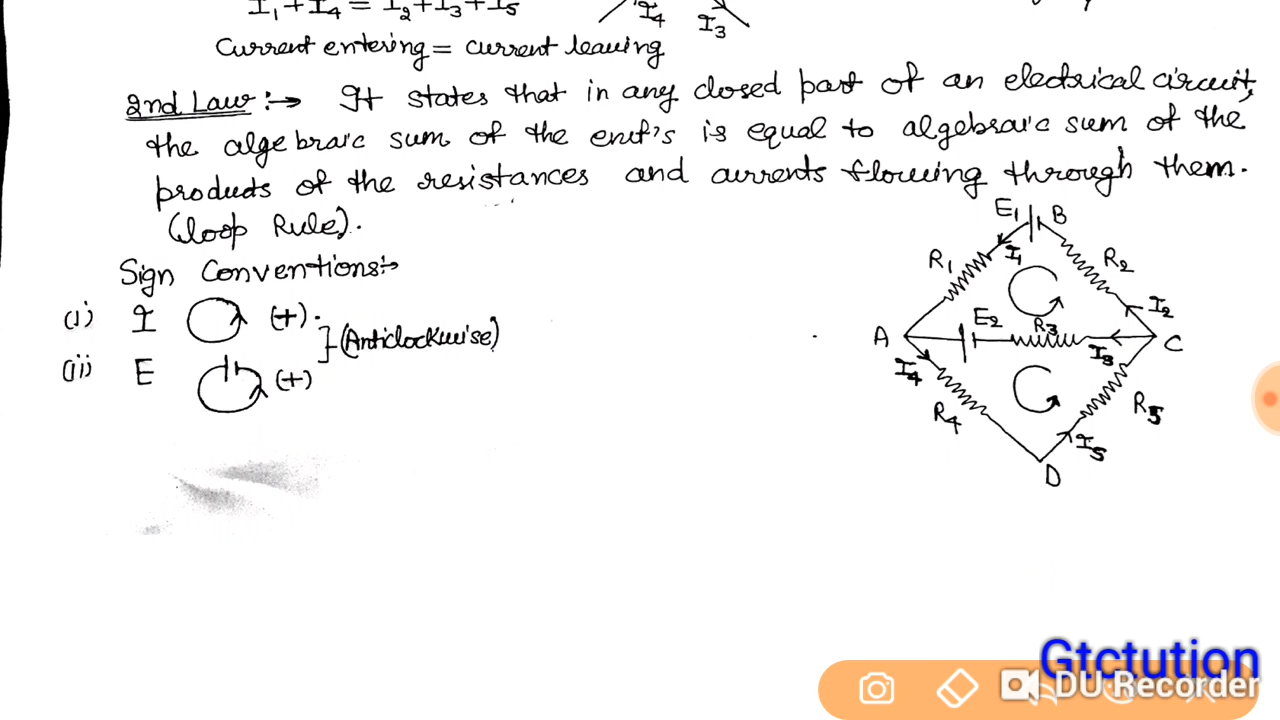 I₁+I₄ = I₂+I₃+I₅
I₄
I₃
Current entering = current leaving
2nd Law :→ It states that in any closed part of an electrical circuit,
the algebraic sum of the emf's is equal to algebraic sum of the
products of the resistances and currents flowing through them.
(loop Rule).
Sign Conventions:-
(i) I (+).
(ii) E (+)
} (Anticlockwise)
E₁ B
R₁ I₁ R₂
I₂
A E₂ R₃ I₃ C
I₄
R₄ R₅
I₅
D
Gtctution
DU Recorder